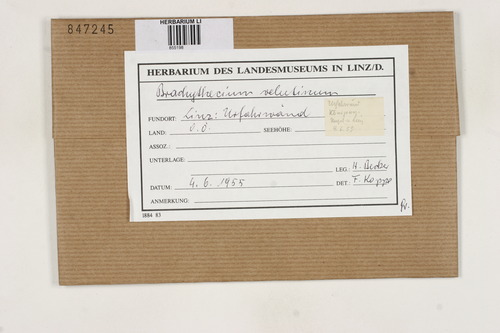 847245
HERBARIUM LI
HERBARIUM DES LANDESMUSEUMS IN LINZ/D.
Brachythecium velutinum
FUNDORT: Linz: Urfahrwänd
LAND: O.Ö. SEEHÖHE:
ASSOZ.:
UNTERLAGE:
LEG: H. Becker
DATUM: 4.6.1955 DET: F. Koppe
ANMERKUNG:
1884 83